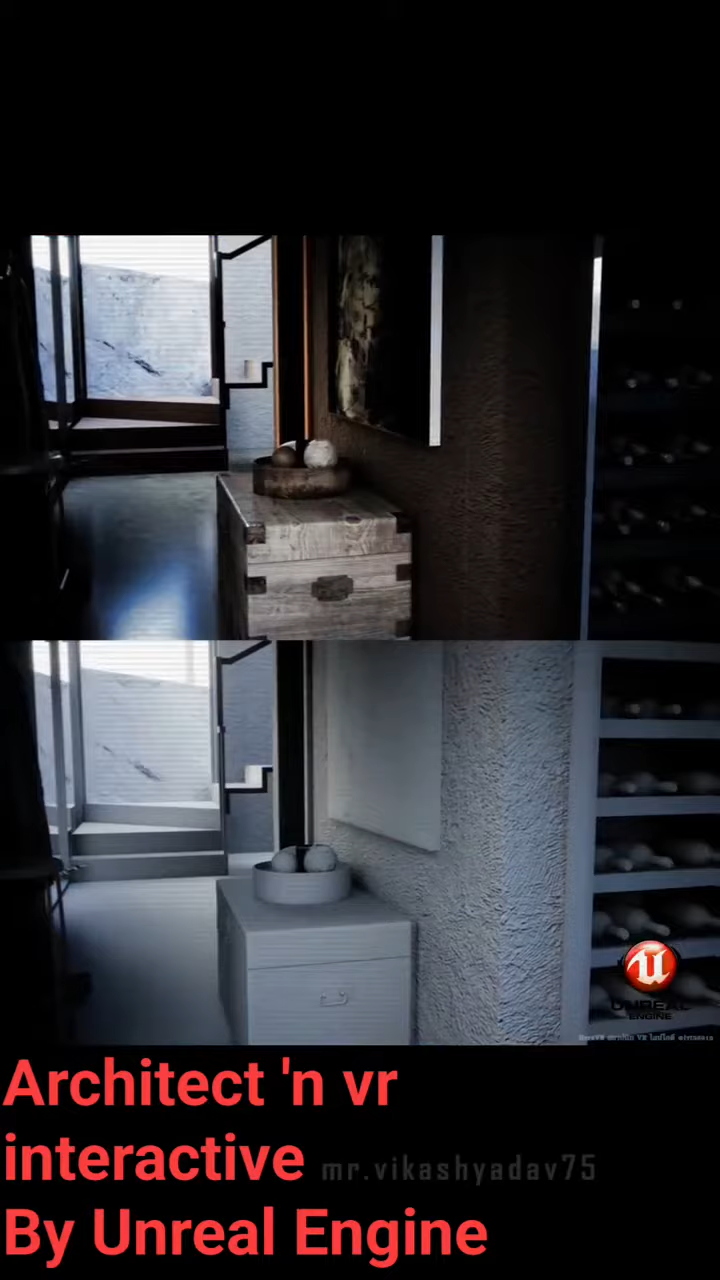 UNREAL
ENGINE
Architect 'n vr
interactive
mr.vikashyadav75
By Unreal Engine